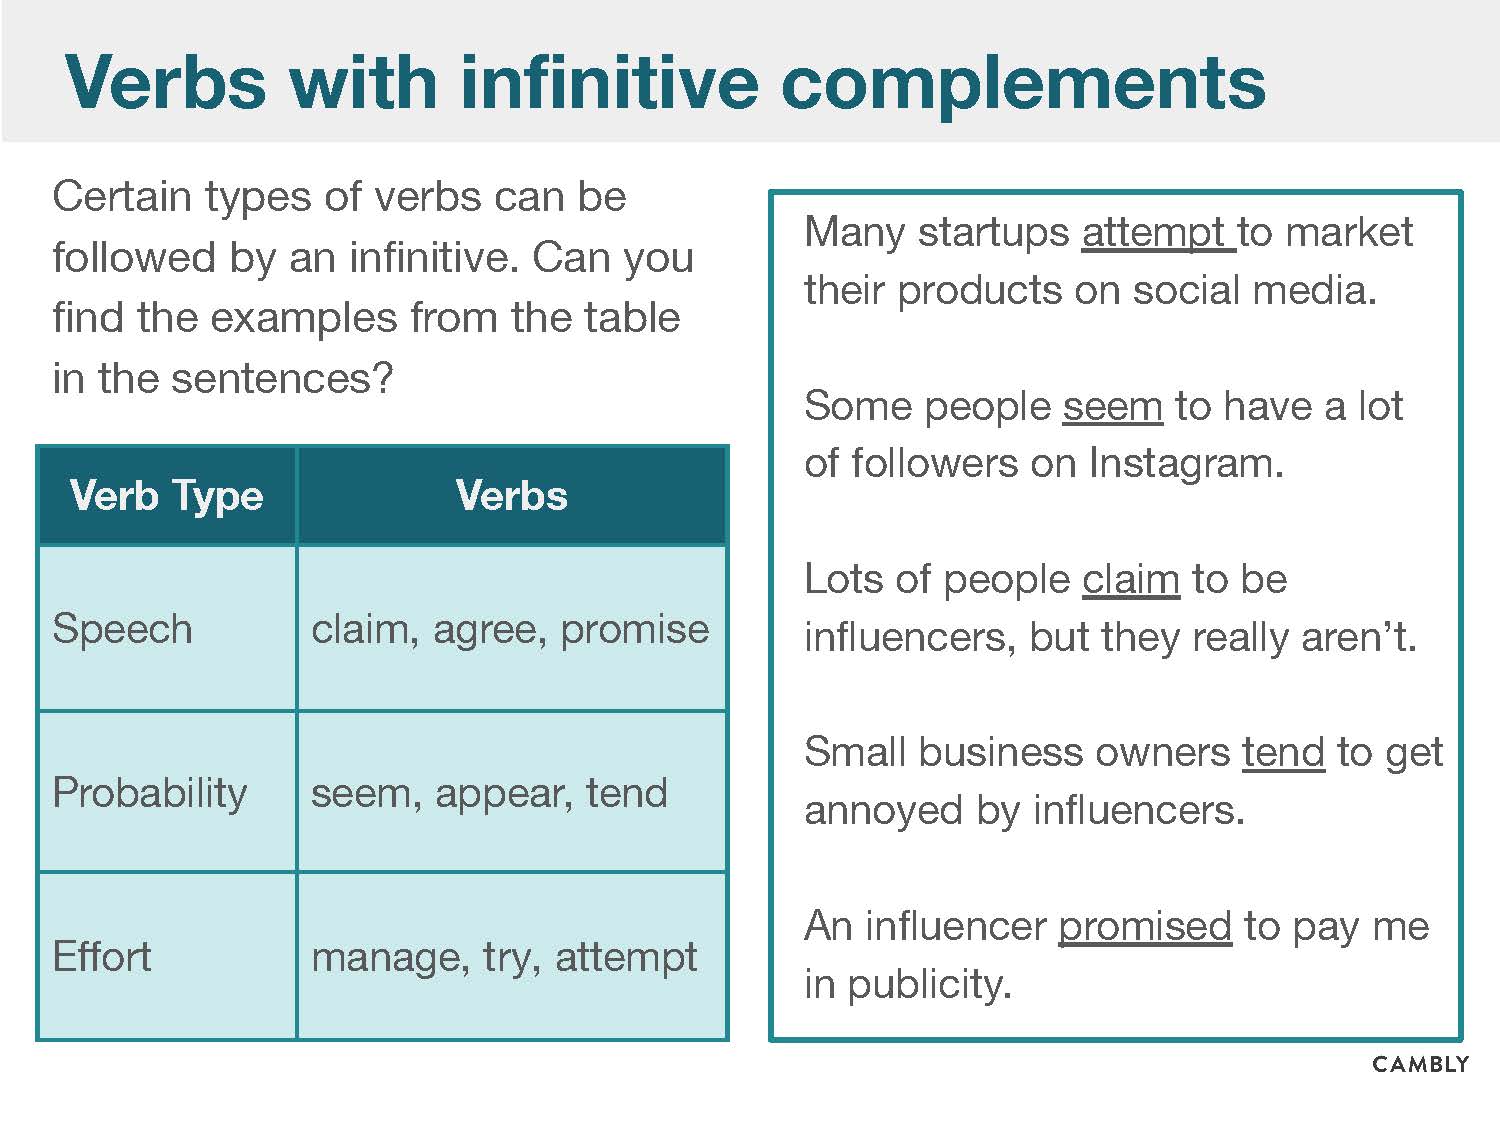 Verbs with infinitive complements
Certain types of verbs can be
followed by an infinitive. Can you
find the examples from the table
in the sentences?
Verb Type Verbs
Speech claim, agree, promise
Probability seem, appear, tend
Effort manage, try, attempt
Many startups attempt to market
their products on social media.
Some people seem to have a lot
of followers on Instagram.
Lots of people claim to be
influencers, but they really aren’t.
Small business owners tend to get
annoyed by influencers.
An influencer promised to pay me
in publicity.
CAMBLY